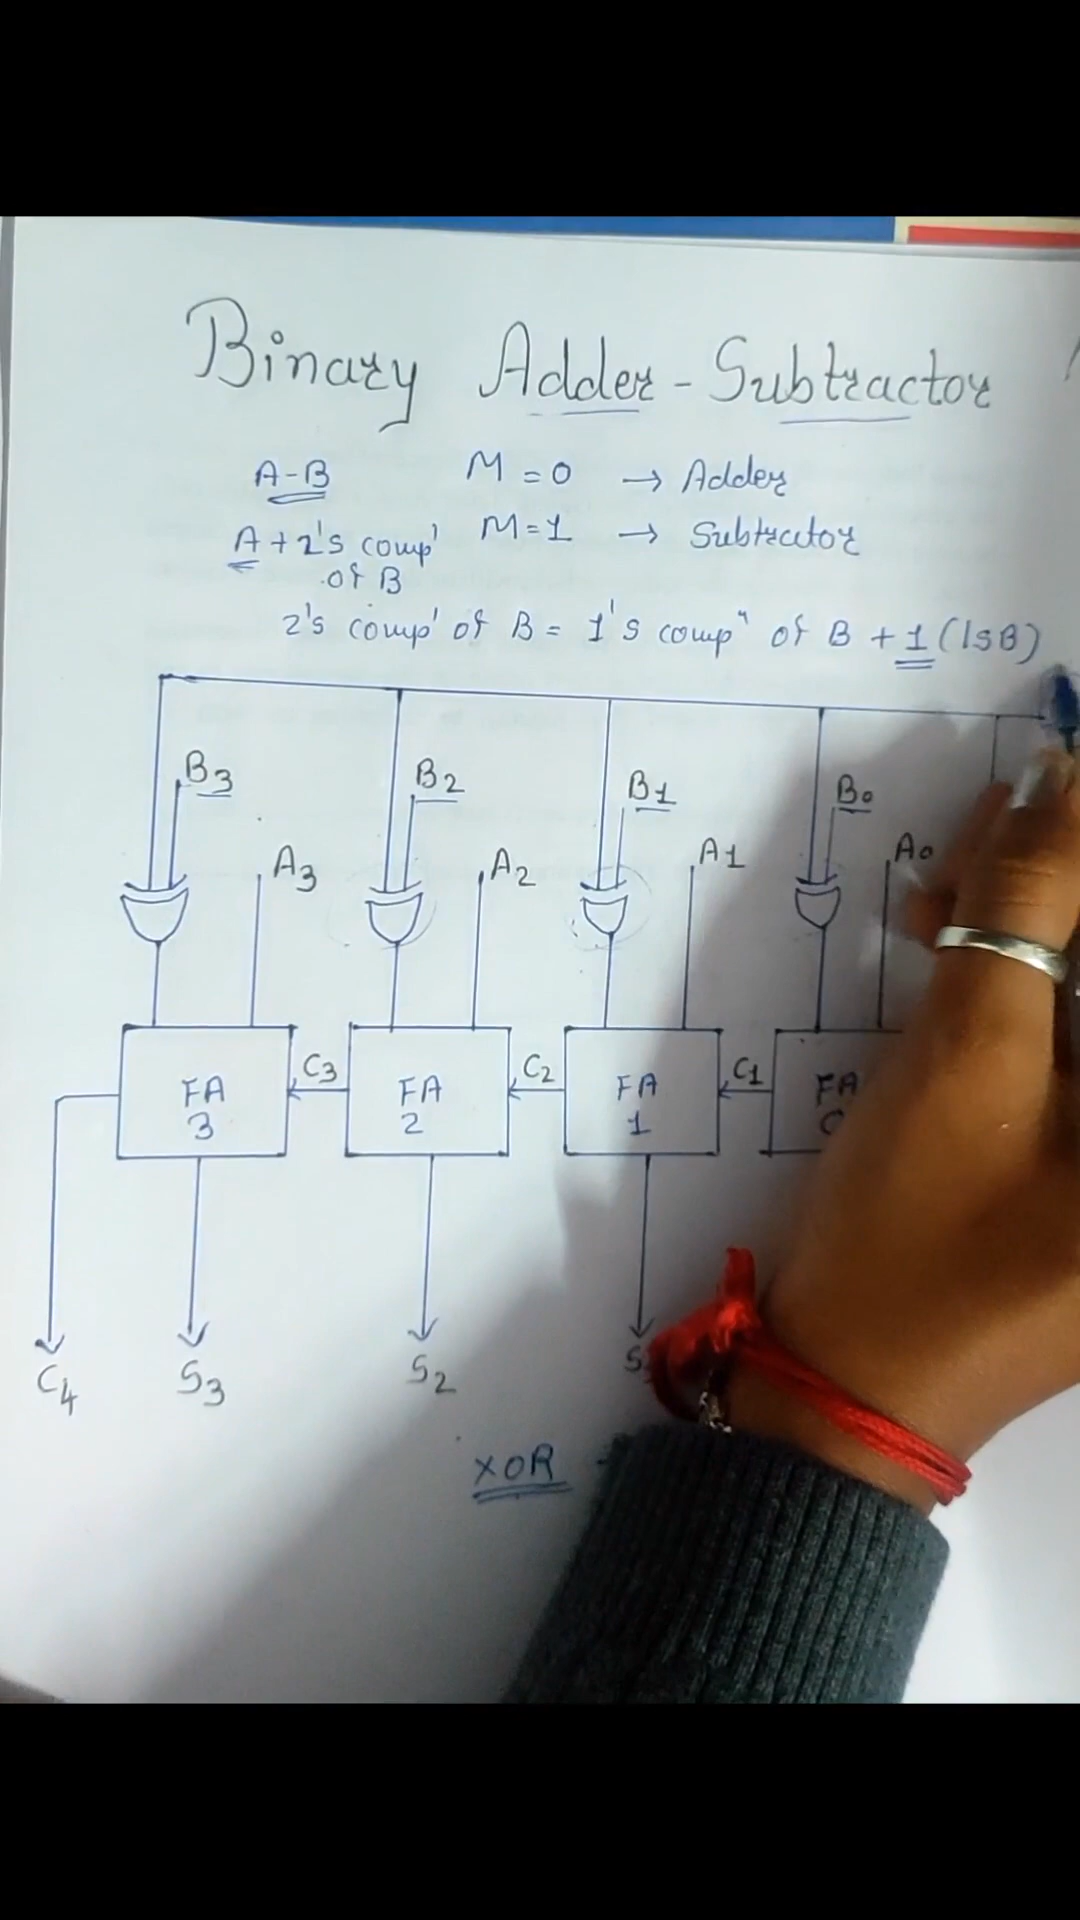 Binary Adder-Subtractor
A-B
M = 0 → Adder
A + 2's comp'
of B
M=1 → Subtrator
2's comp' of B = 1's comp" of B + 1 (lsB)
B3 B2 B1 B0
A3 A2 A1 A0
C3 C2 C1
FA FA FA FA
3 2 1
C4 S3 S2
XOR